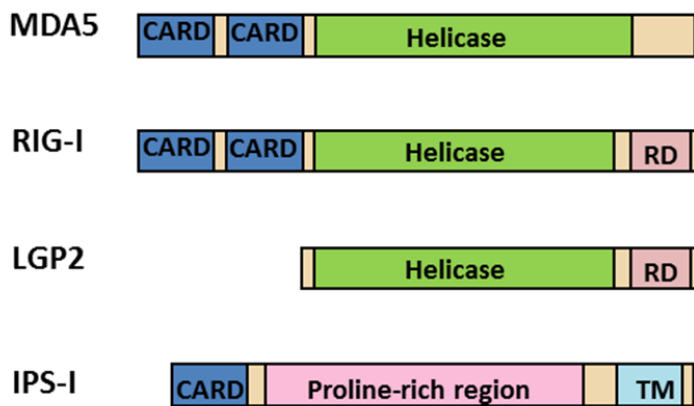 MDA5 CARD CARD Helicase
RIG-I CARD CARD Helicase RD
LGP2 Helicase RD
IPS-I CARD Proline-rich region TM